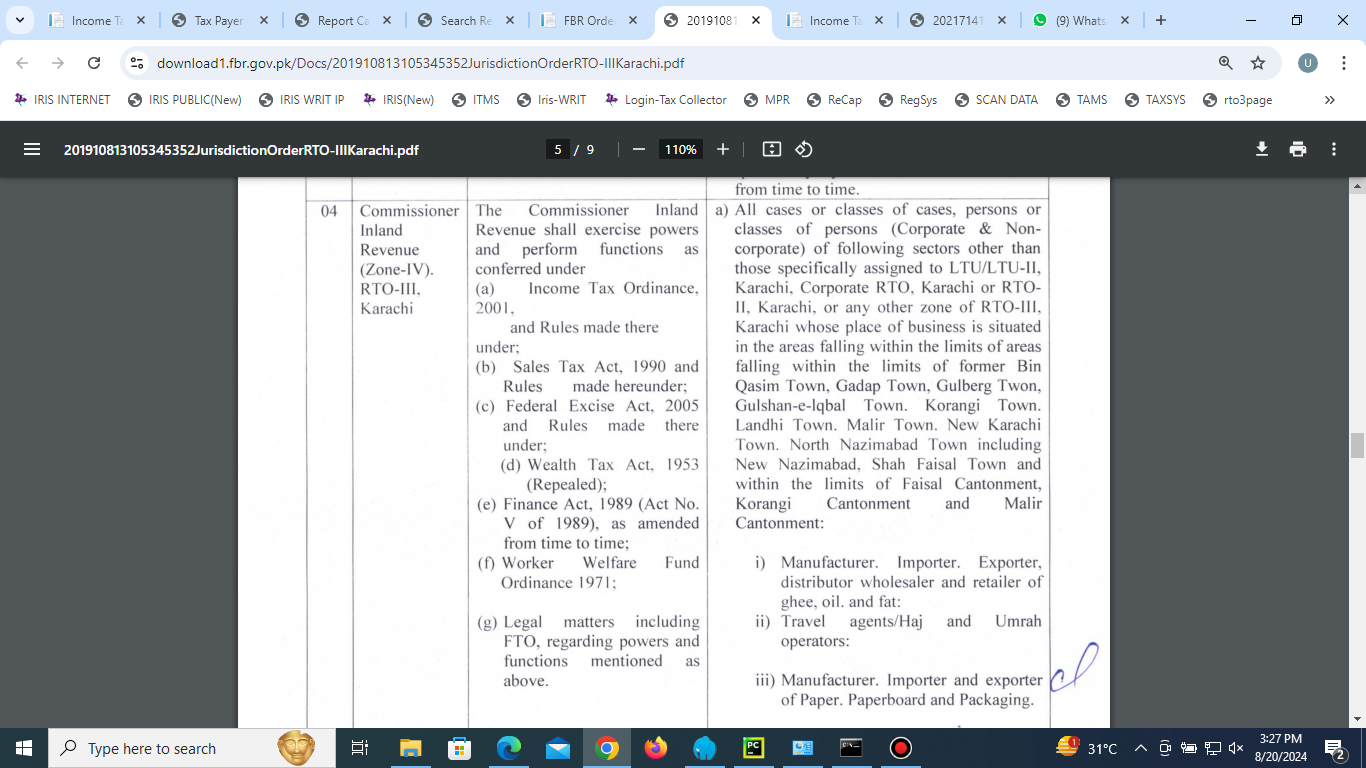 Income Ta
Tax Payer
Report Ca
Search Re
FBR Orde
20191081
Income Ta
20217141
(9) Whats
download1.fbr.gov.pk/Docs/201910813105345352JurisdictionOrderRTO-IIIKarachi.pdf
U
IRIS INTERNET
IRIS PUBLIC(New)
IRIS WRIT IP
IRIS(New)
ITMS
Iris-WRIT
Login-Tax Collector
MPR
ReCap
RegSys
SCAN DATA
TAMS
TAXSYS
rto3page
201910813105345352JurisdictionOrderRTO-IIIKarachi.pdf
5 / 9
110%
from time to time.
04
Commissioner
Inland
Revenue
(Zone-IV).
RTO-III,
Karachi
The Commissioner Inland
Revenue shall exercise powers
and perform functions as
conferred under
(a) Income Tax Ordinance,
2001,
and Rules made there
under;
(b) Sales Tax Act, 1990 and
Rules made hereunder;
(c) Federal Excise Act, 2005
and Rules made there
under;
(d) Wealth Tax Act, 1953
(Repealed);
(e) Finance Act, 1989 (Act No.
V of 1989), as amended
from time to time;
(f) Worker Welfare Fund
Ordinance 1971;
(g) Legal matters including
FTO, regarding powers and
functions mentioned as
above.
a) All cases or classes of cases, persons or
classes of persons (Corporate & Non-
corporate) of following sectors other than
those specifically assigned to LTU/LTU-II,
Karachi, Corporate RTO, Karachi or RTO-
II, Karachi, or any other zone of RTO-III,
Karachi whose place of business is situated
in the areas falling within the limits of areas
falling within the limits of former Bin
Qasim Town, Gadap Town, Gulberg Twon,
Gulshan-e-Iqbal Town. Korangi Town.
Landhi Town. Malir Town. New Karachi
Town. North Nazimabad Town including
New Nazimabad, Shah Faisal Town and
within the limits of Faisal Cantonment,
Korangi Cantonment and Malir
Cantonment:
i) Manufacturer. Importer. Exporter,
distributor wholesaler and retailer of
ghee, oil. and fat:
ii) Travel agents/Haj and Umrah
operators:
iii) Manufacturer. Importer and exporter
of Paper. Paperboard and Packaging.
Type here to search
PC
1
31°C
3:27 PM
8/20/2024
2